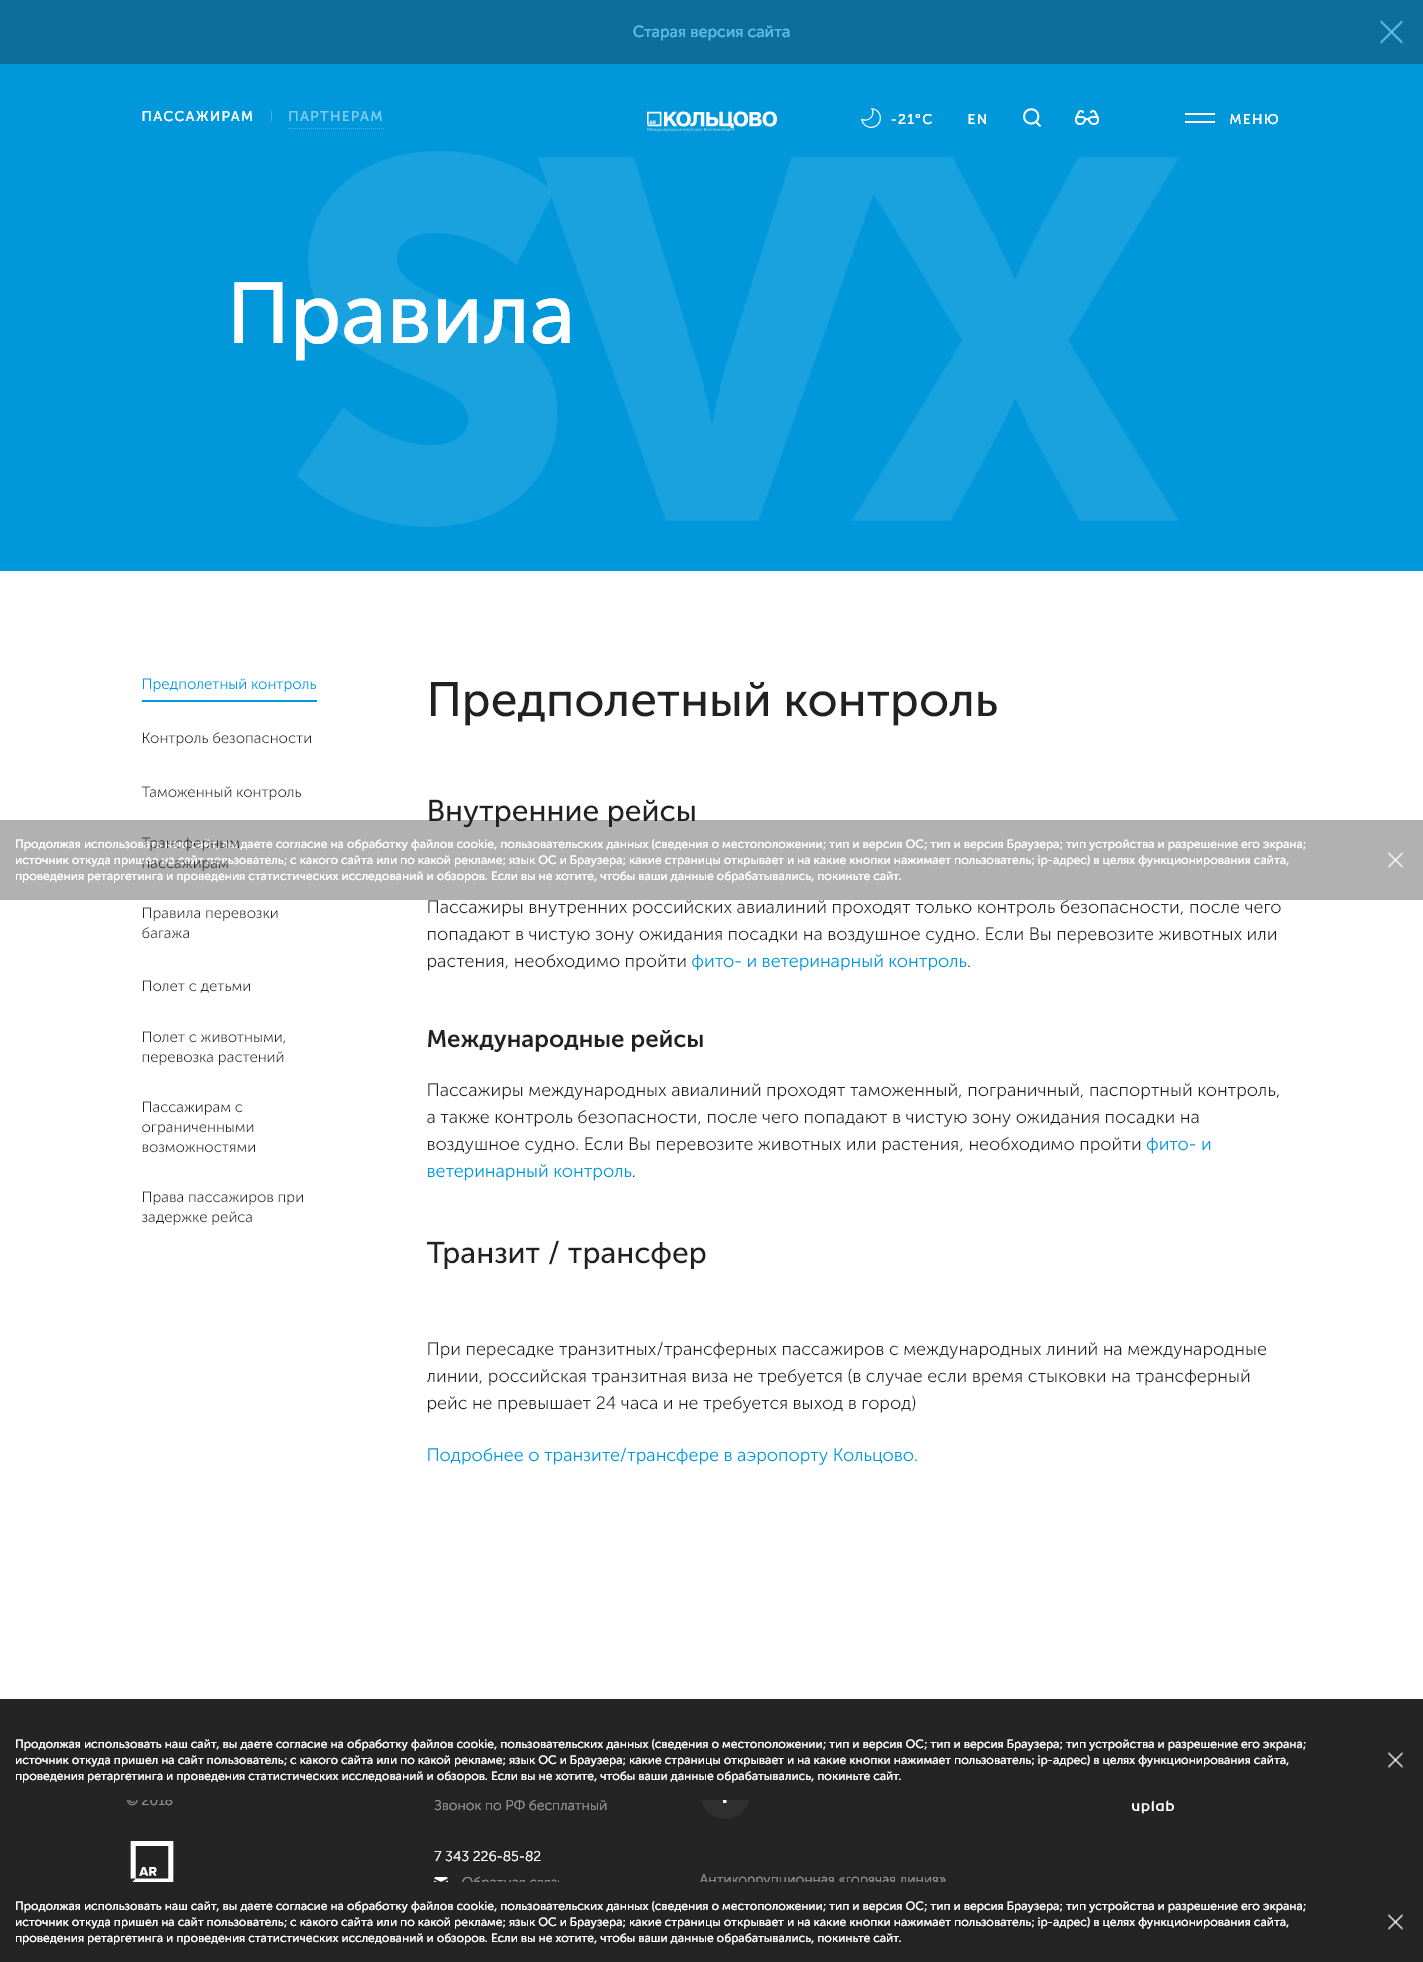 Старая версия сайта
ПАССАЖИРАМ
ПАРТНЕРАМ
КОЛЬЦОВО
-21°C
EN
МЕНЮ
SVX
Правила
Предполетный контроль
Контроль безопасности
Таможенный контроль
Трансферным
пассажирам
Правила перевозки
багажа
Полет с детьми
Полет с животными,
перевозка растений
Пассажирам с
ограниченными
возможностями
Права пассажиров при
задержке рейса
Предполетный контроль
Внутренние рейсы
Продолжая использовать наш сайт, вы даете согласие на обработку файлов cookie, пользовательских данных (сведения о местоположении; тип и версия ОС; тип и версия Браузера; тип устройства и разрешение его экрана;
источник откуда пришел на сайт пользователь; с какого сайта или по какой рекламе; язык ОС и Браузера; какие страницы открывает и на какие кнопки нажимает пользователь; ip-адрес) в целях функционирования сайта,
проведения ретаргетинга и проведения статистических исследований и обзоров. Если вы не хотите, чтобы ваши данные обрабатывались, покиньте сайт.
Пассажиры внутренних российских авиалиний проходят только контроль безопасности, после чего
попадают в чистую зону ожидания посадки на воздушное судно. Если Вы перевозите животных или
растения, необходимо пройти фито- и ветеринарный контроль.
Международные рейсы
Пассажиры международных авиалиний проходят таможенный, пограничный, паспортный контроль,
а также контроль безопасности, после чего попадают в чистую зону ожидания посадки на
воздушное судно. Если Вы перевозите животных или растения, необходимо пройти фито- и
ветеринарный контроль.
Транзит / трансфер
При пересадке транзитных/трансферных пассажиров с международных линий на международные
линии, российская транзитная виза не требуется (в случае если время стыковки на трансферный
рейс не превышает 24 часа и не требуется выход в город)
Подробнее о транзите/трансфере в аэропорту Кольцово.
Продолжая использовать наш сайт, вы даете согласие на обработку файлов cookie, пользовательских данных (сведения о местоположении; тип и версия ОС; тип и версия Браузера; тип устройства и разрешение его экрана;
источник откуда пришел на сайт пользователь; с какого сайта или по какой рекламе; язык ОС и Браузера; какие страницы открывает и на какие кнопки нажимает пользователь; ip-адрес) в целях функционирования сайта,
проведения ретаргетинга и проведения статистических исследований и обзоров. Если вы не хотите, чтобы ваши данные обрабатывались, покиньте сайт.
© 2018
Звонок по РФ бесплатный
uplab
AR
7 343 226-85-82
Обратная связь
Антикоррупционная «горячая линия»
Продолжая использовать наш сайт, вы даете согласие на обработку файлов cookie, пользовательских данных (сведения о местоположении; тип и версия ОС; тип и версия Браузера; тип устройства и разрешение его экрана;
источник откуда пришел на сайт пользователь; с какого сайта или по какой рекламе; язык ОС и Браузера; какие страницы открывает и на какие кнопки нажимает пользователь; ip-адрес) в целях функционирования сайта,
проведения ретаргетинга и проведения статистических исследований и обзоров. Если вы не хотите, чтобы ваши данные обрабатывались, покиньте сайт.